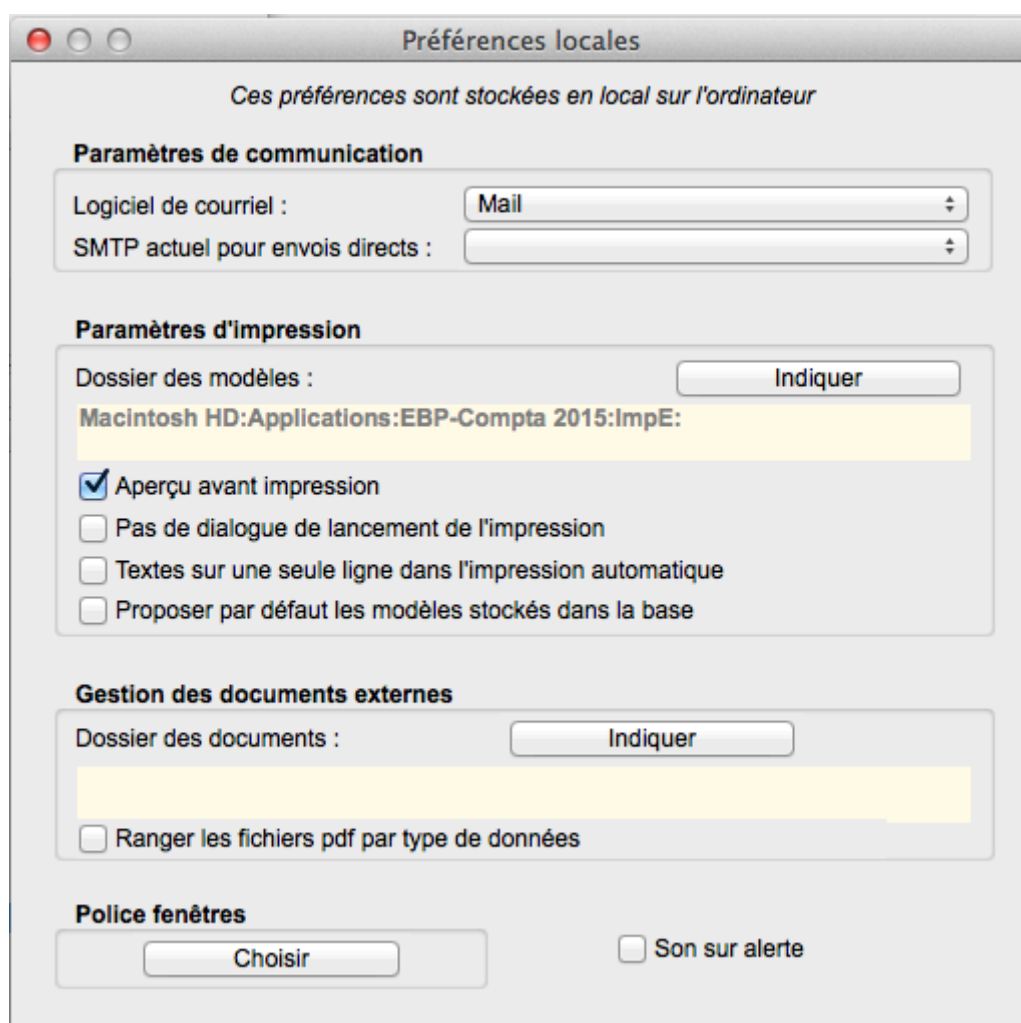 Préférences locales
Ces préférences sont stockées en local sur l'ordinateur
Paramètres de communication
Logiciel de courriel : Mail
SMTP actuel pour envois directs :
Paramètres d'impression
Dossier des modèles : Indiquer
Macintosh HD:Applications:EBP-Compta 2015:ImpE:
Aperçu avant impression
Pas de dialogue de lancement de l'impression
Textes sur une seule ligne dans l'impression automatique
Proposer par défaut les modèles stockés dans la base
Gestion des documents externes
Dossier des documents : Indiquer
Ranger les fichiers pdf par type de données
Police fenêtres
Choisir Son sur alerte